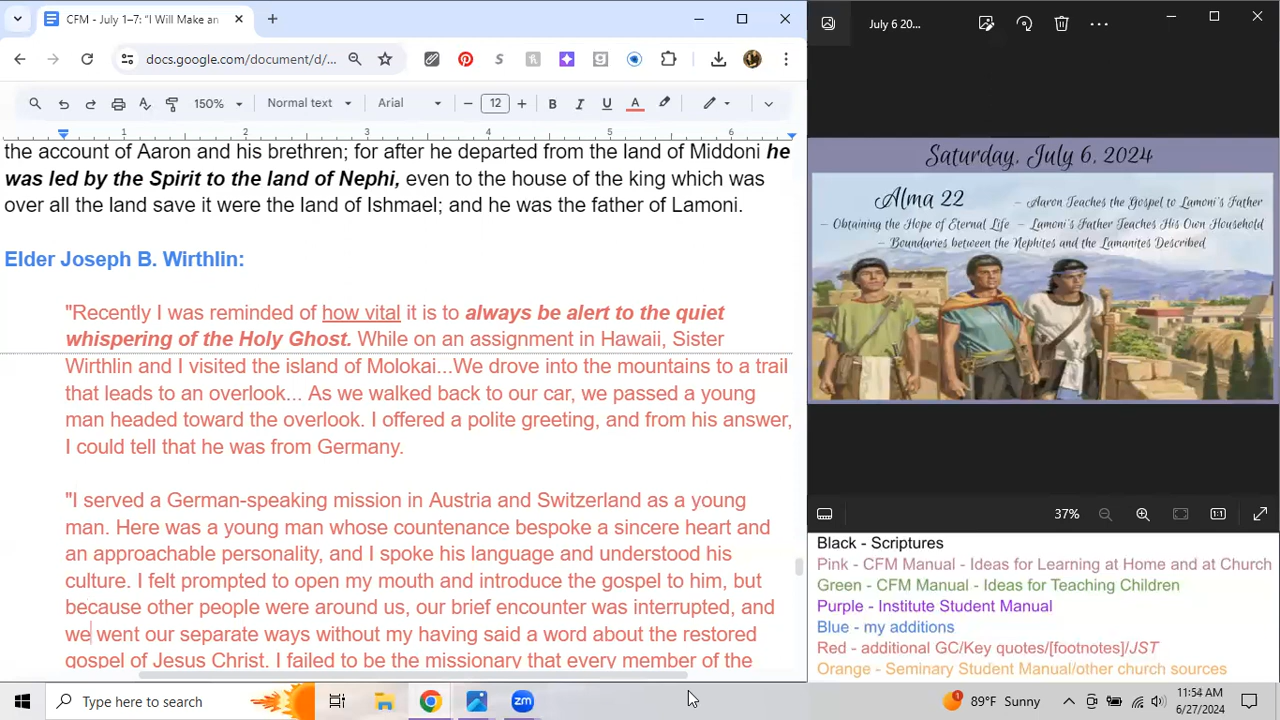 CFM - July 1–7: “I Will Make an
July 6 20...
docs.google.com/document/d/...
150%
Normal text
Arial
12
1 2 3 4 5 6
the account of Aaron and his brethren; for after he departed from the land of Middoni he
was led by the Spirit to the land of Nephi, even to the house of the king which was
over all the land save it were the land of Ishmael; and he was the father of Lamoni.
Elder Joseph B. Wirthlin:
"Recently I was reminded of how vital it is to always be alert to the quiet
whispering of the Holy Ghost. While on an assignment in Hawaii, Sister
Wirthlin and I visited the island of Molokai...We drove into the mountains to a trail
that leads to an overlook... As we walked back to our car, we passed a young
man headed toward the overlook. I offered a polite greeting, and from his answer,
I could tell that he was from Germany.
"I served a German-speaking mission in Austria and Switzerland as a young
man. Here was a young man whose countenance bespoke a sincere heart and
an approachable personality, and I spoke his language and understood his
culture. I felt prompted to open my mouth and introduce the gospel to him, but
because other people were around us, our brief encounter was interrupted, and
we went our separate ways without my having said a word about the restored
gospel of Jesus Christ. I failed to be the missionary that every member of the
Saturday, July 6, 2024
Alma 22
– Aaron Teaches the Gospel to Lamoni's Father
– Obtaining the Hope of Eternal Life – Lamoni's Father Teaches His Own Household
– Boundaries between the Nephites and the Lamanites Described
37%
1:1
Black - Scriptures
Pink - CFM Manual - Ideas for Learning at Home and at Church
Green - CFM Manual - Ideas for Teaching Children
Purple - Institute Student Manual
Blue - my additions
Red - additional GC/Key quotes/[footnotes]/JST
Orange - Seminary Student Manual/other church sources
Type here to search
zm
1
89°F Sunny
11:54 AM
6/27/2024